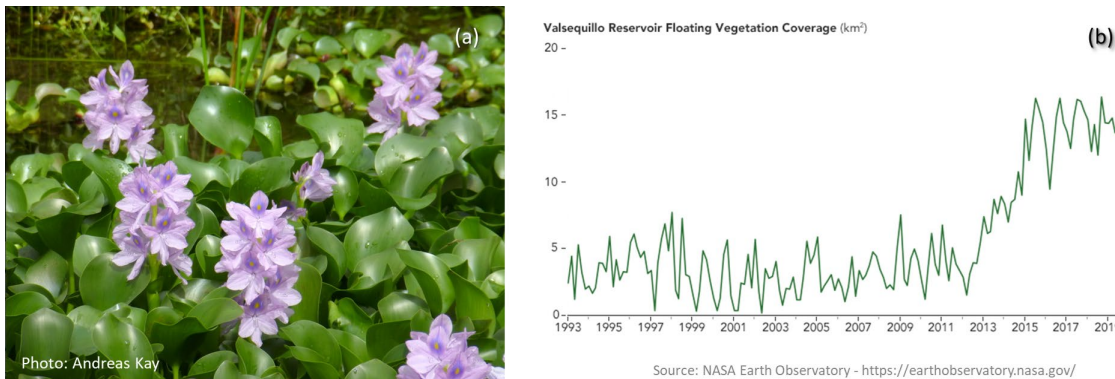 (a)
Photo: Andreas Kay
Valsequillo Reservoir Floating Vegetation Coverage (km²)
(b)
20
15
10
5
0
1993 1995 1997 1999 2001 2003 2005 2007 2009 2011 2013 2015 2017 2019
Source: NASA Earth Observatory - https://earthobservatory.nasa.gov/